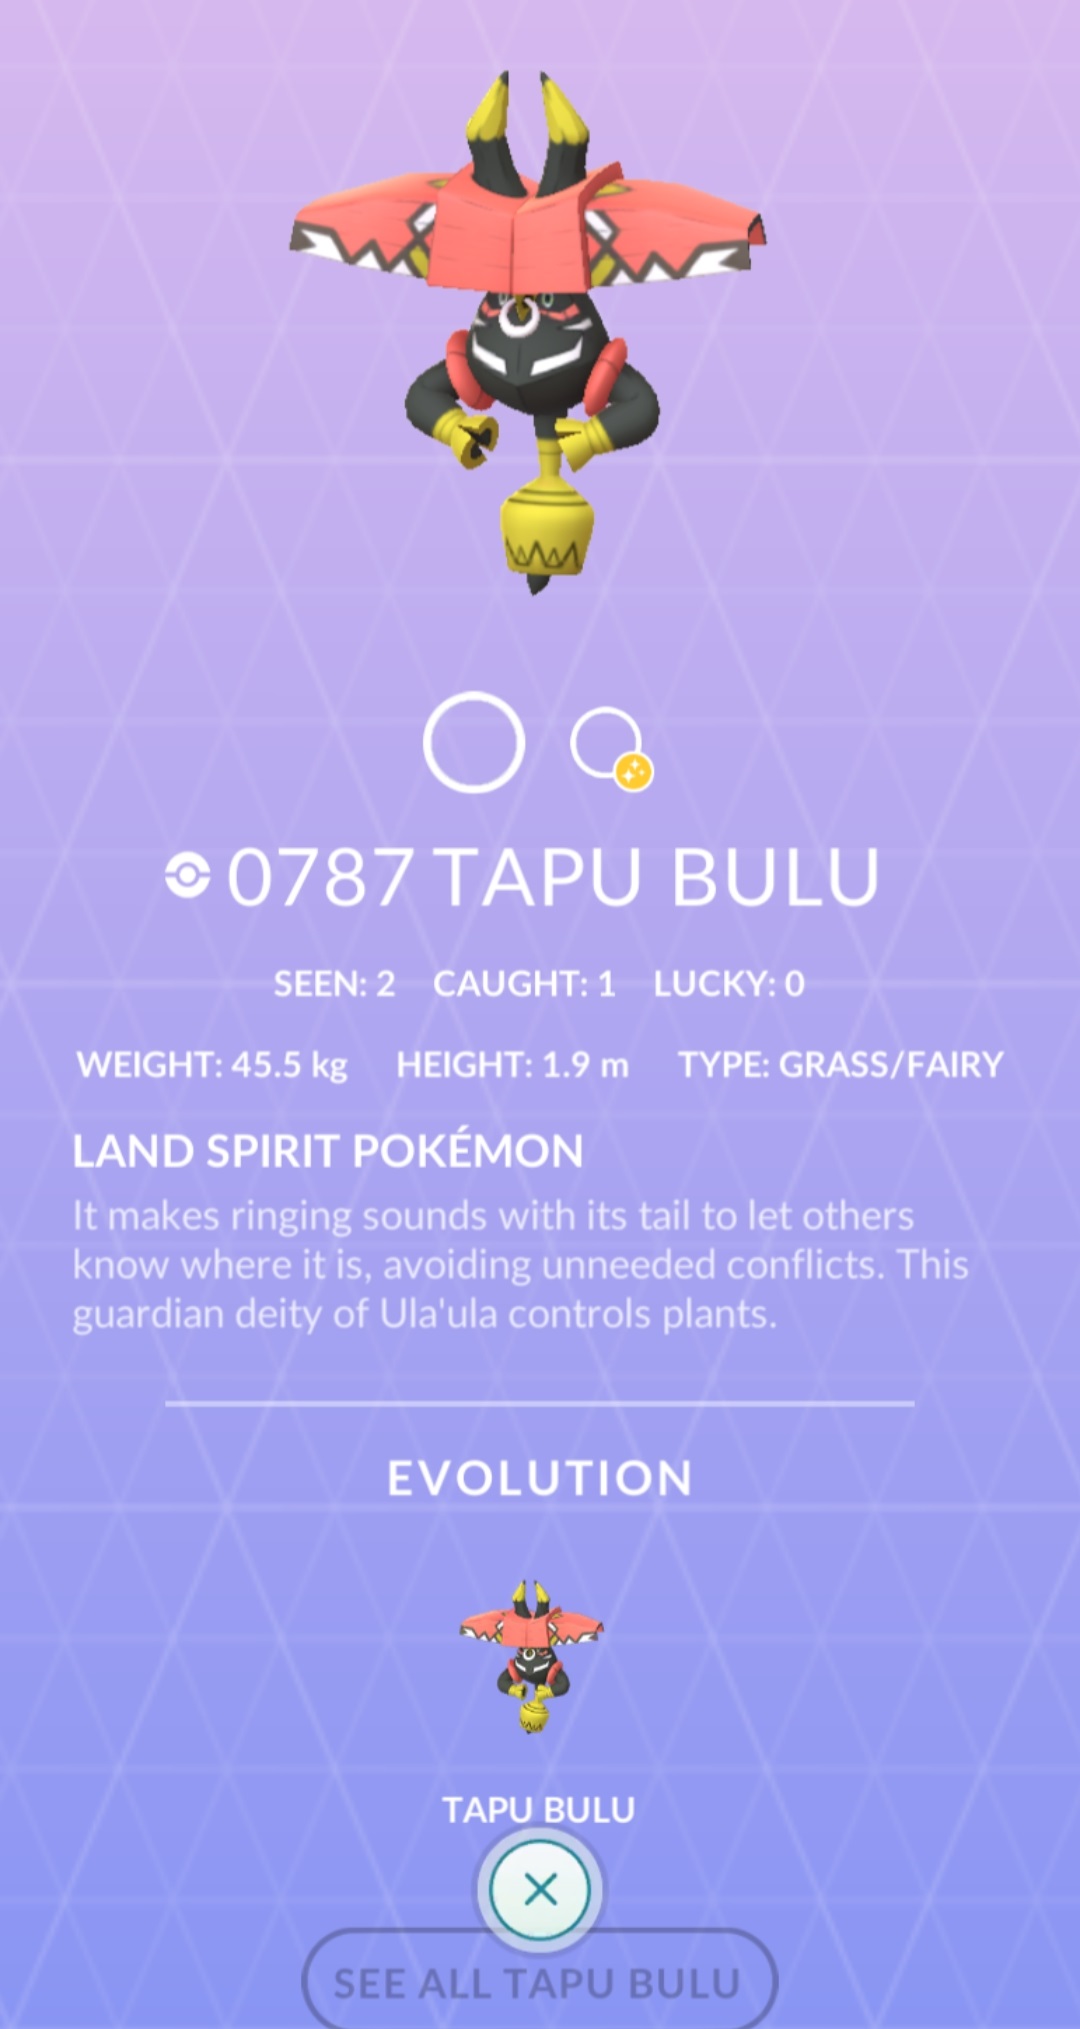 0787 TAPU BULU
SEEN: 2 CAUGHT: 1 LUCKY: 0
WEIGHT: 45.5 kg HEIGHT: 1.9 m TYPE: GRASS/FAIRY
LAND SPIRIT POKÉMON
It makes ringing sounds with its tail to let others
know where it is, avoiding unneeded conflicts. This
guardian deity of Ula'ula controls plants.
EVOLUTION
TAPU BULU
SEE ALL TAPU BULU